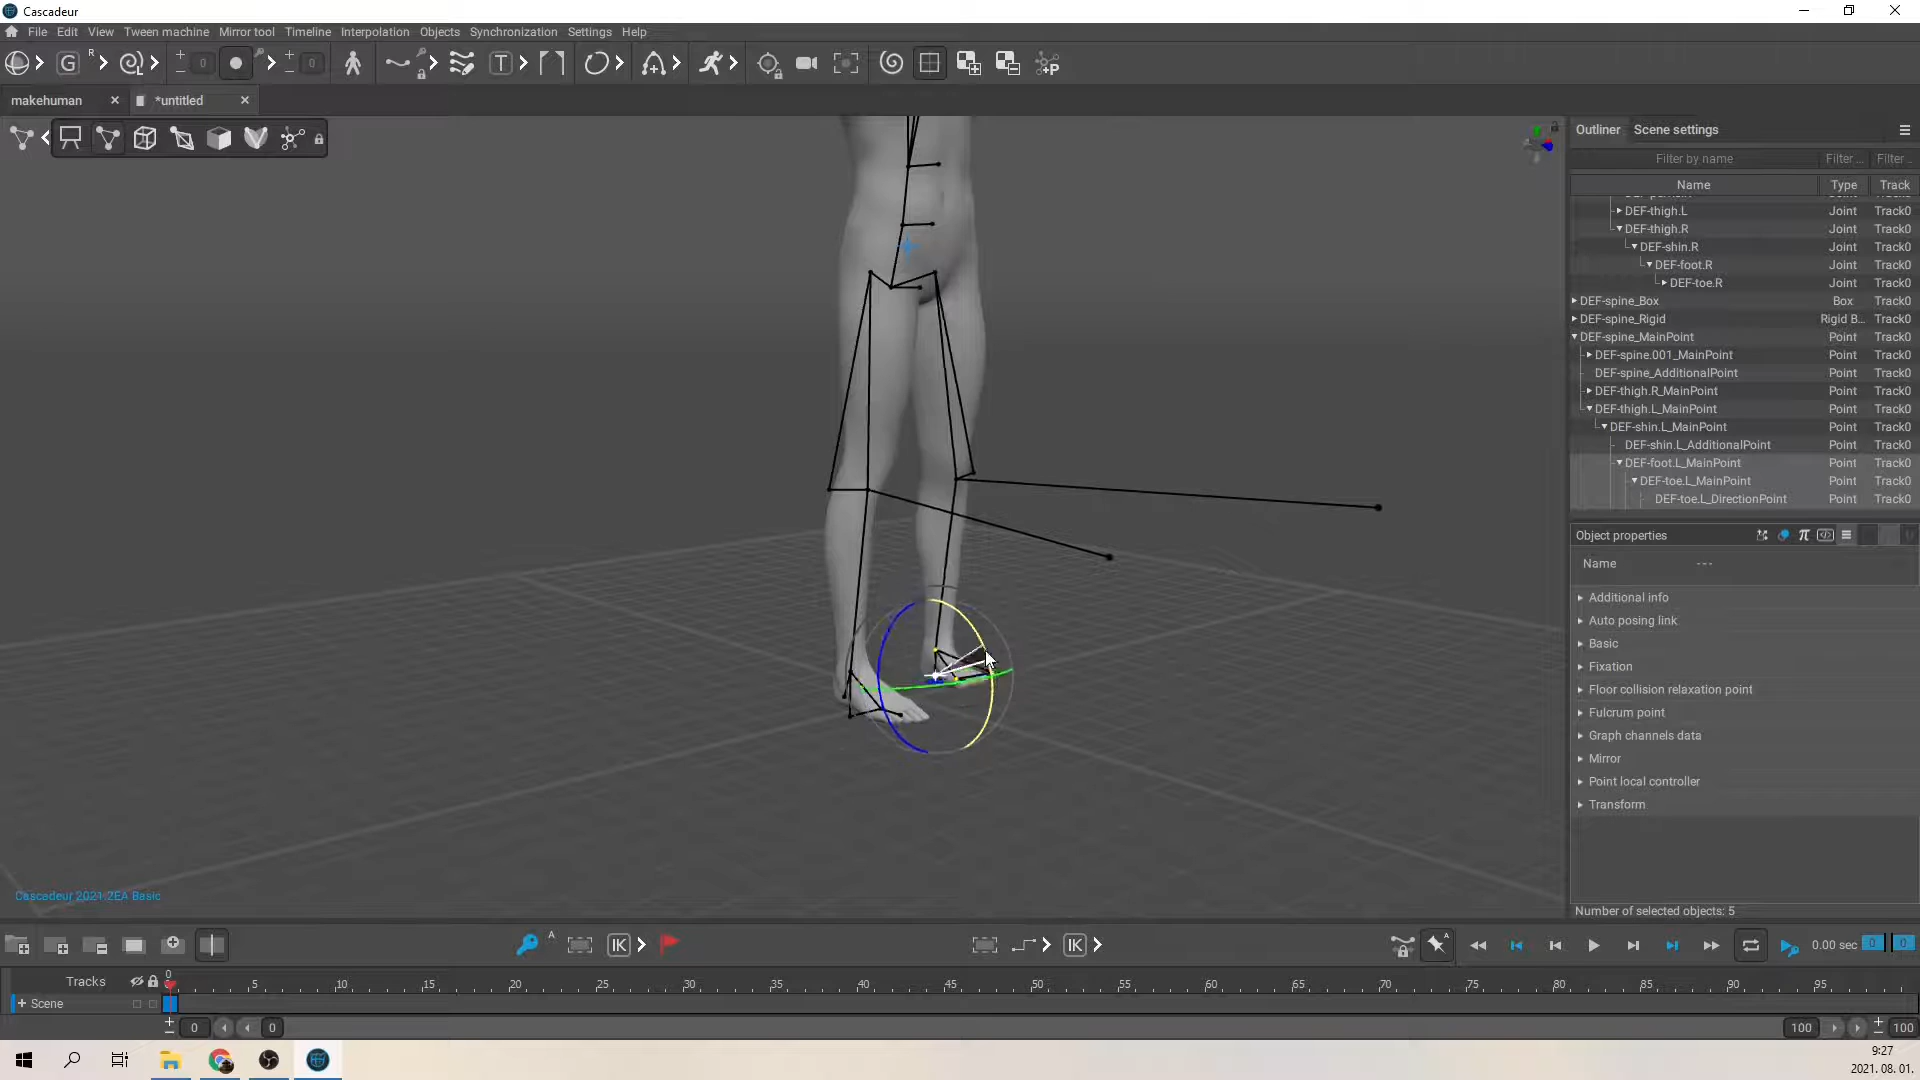 Cascadeur
File Edit View Tween machine Mirror tool Timeline Interpolation Objects Synchronization Settings Help
G R 0 0 T +P
makehuman *untitled
Outliner Scene settings
Filter by name Filter ... Filter ..
Name Type Track
DEF-thigh.L Joint Track0
DEF-thigh.R Joint Track0
DEF-shin.R Joint Track0
DEF-foot.R Joint Track0
DEF-toe.R Joint Track0
DEF-spine_Box Box Track0
DEF-spine_Rigid Rigid B... Track0
DEF-spine_MainPoint Point Track0
DEF-spine.001_MainPoint Point Track0
DEF-spine_AdditionalPoint Point Track0
DEF-thigh.R_MainPoint Point Track0
DEF-thigh.L_MainPoint Point Track0
DEF-shin.L_MainPoint Point Track0
DEF-shin.L_AdditionalPoint Point Track0
DEF-foot.L_MainPoint Point Track0
DEF-toe.L_MainPoint Point Track0
DEF-toe.L_DirectionPoint Point Track0
Object properties
Name ---
Additional info
Auto posing link
Basic
Fixation
Floor collision relaxation point
Fulcrum point
Graph channels data
Mirror
Point local controller
Transform
Cascadeur 2021.2EA Basic
Number of selected objects: 5
A IK IK A 0.00 sec 0 0
Tracks 0 5 10 15 20 25 30 35 40 45 50 55 60 65 70 75 80 85 90 95
+ Scene
0 0 100 100
9:27
2021. 08. 01.